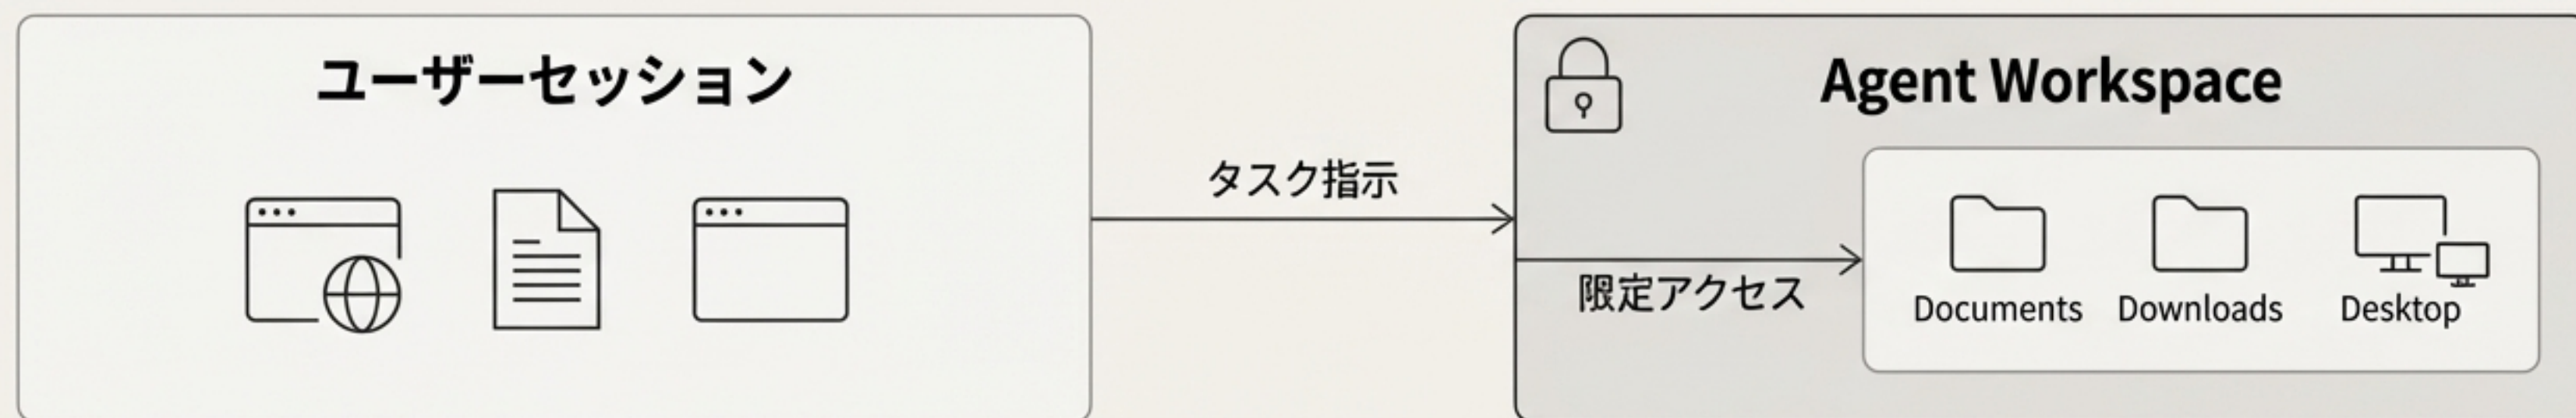 ユーザーセッション
タスク指示
Agent Workspace
限定アクセス
Documents
Downloads
Desktop